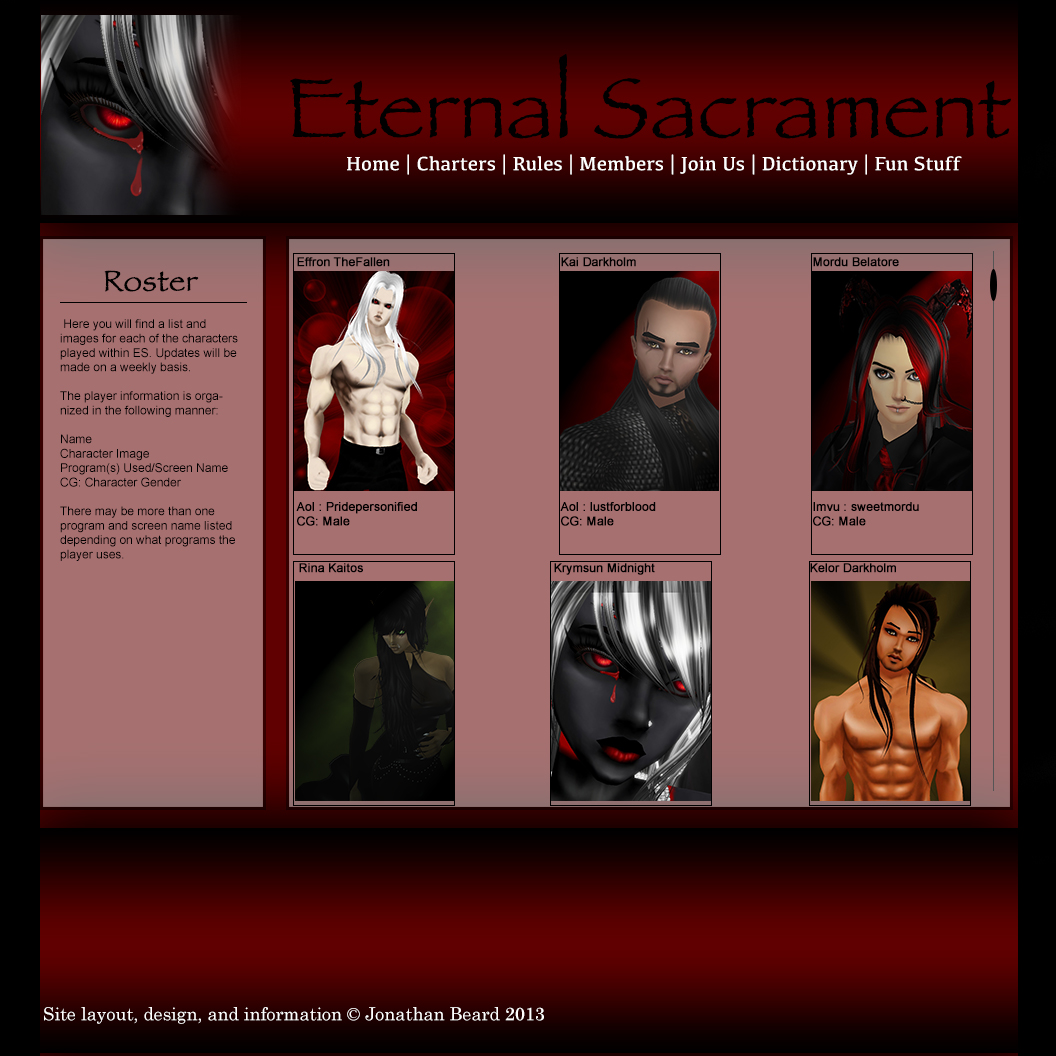 Eternal Sacrament
Home | Charters | Rules | Members | Join Us | Dictionary | Fun Stuff
Roster
Here you will find a list and
images for each of the characters
played within ES. Updates will be
made on a weekly basis.
The player information is orga-
nized in the following manner:
Name
Character Image
Program(s) Used/Screen Name
CG: Character Gender
There may be more than one
program and screen name listed
depending on what programs the
player uses.
Effron TheFallen
Aol : Pridepersonified
CG: Male
Kai Darkholm
Aol : lustforblood
CG: Male
Mordu Belatore
Imvu : sweetmordu
CG: Male
Rina Kaitos
Krymsun Midnight
Kelor Darkholm
Site layout, design, and information © Jonathan Beard 2013